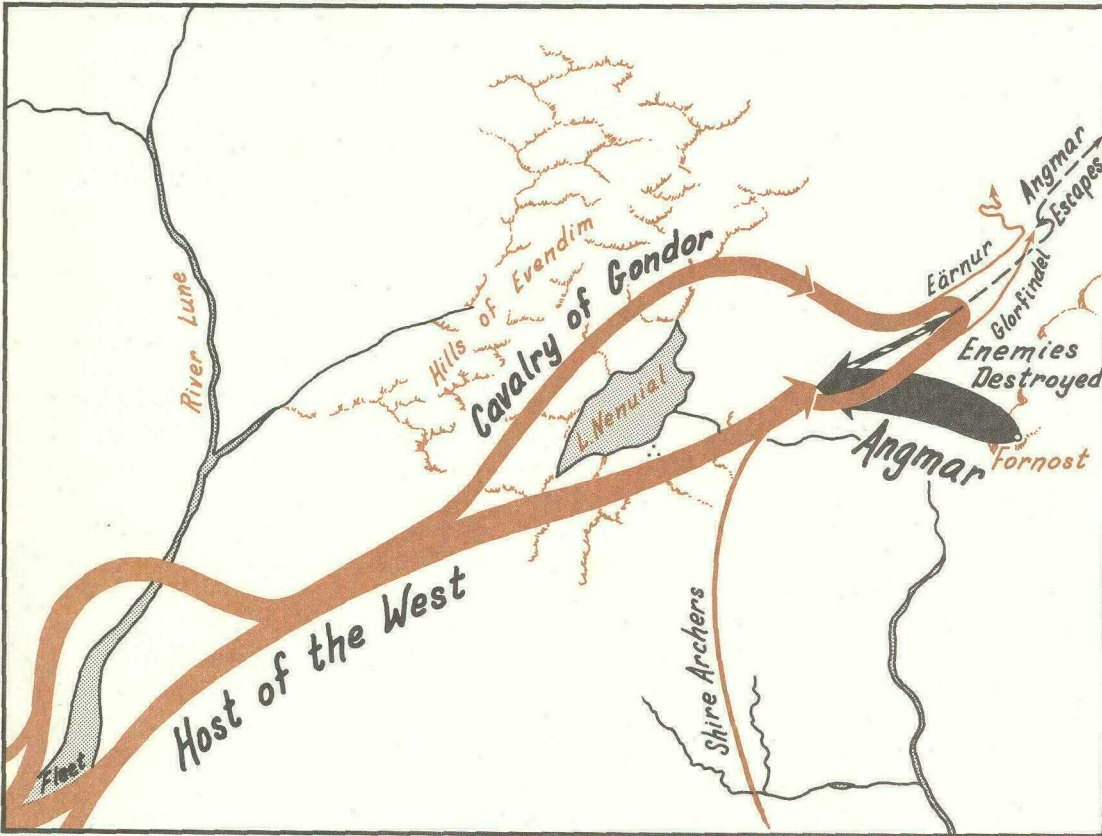 River Lune
Hills of Evendim
Cavalry of Gondor
L. Nenuial
Eärnur
Glorfindel
Angmar
Escapes
Enemies
Destroyed
Angmar
Fornost
Host of the West
Shire Archers
Fleet